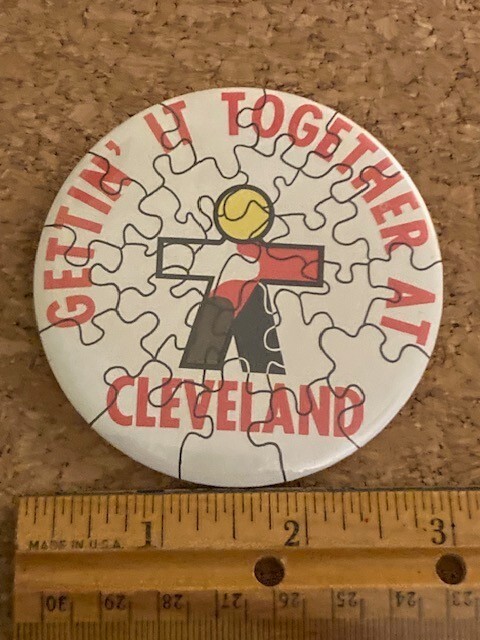 GETTIN' IT TOGETHER AT
CLEVELAND
1 2 3
MADE IN U.S.A.
30 29 28 27 26 25 24 23